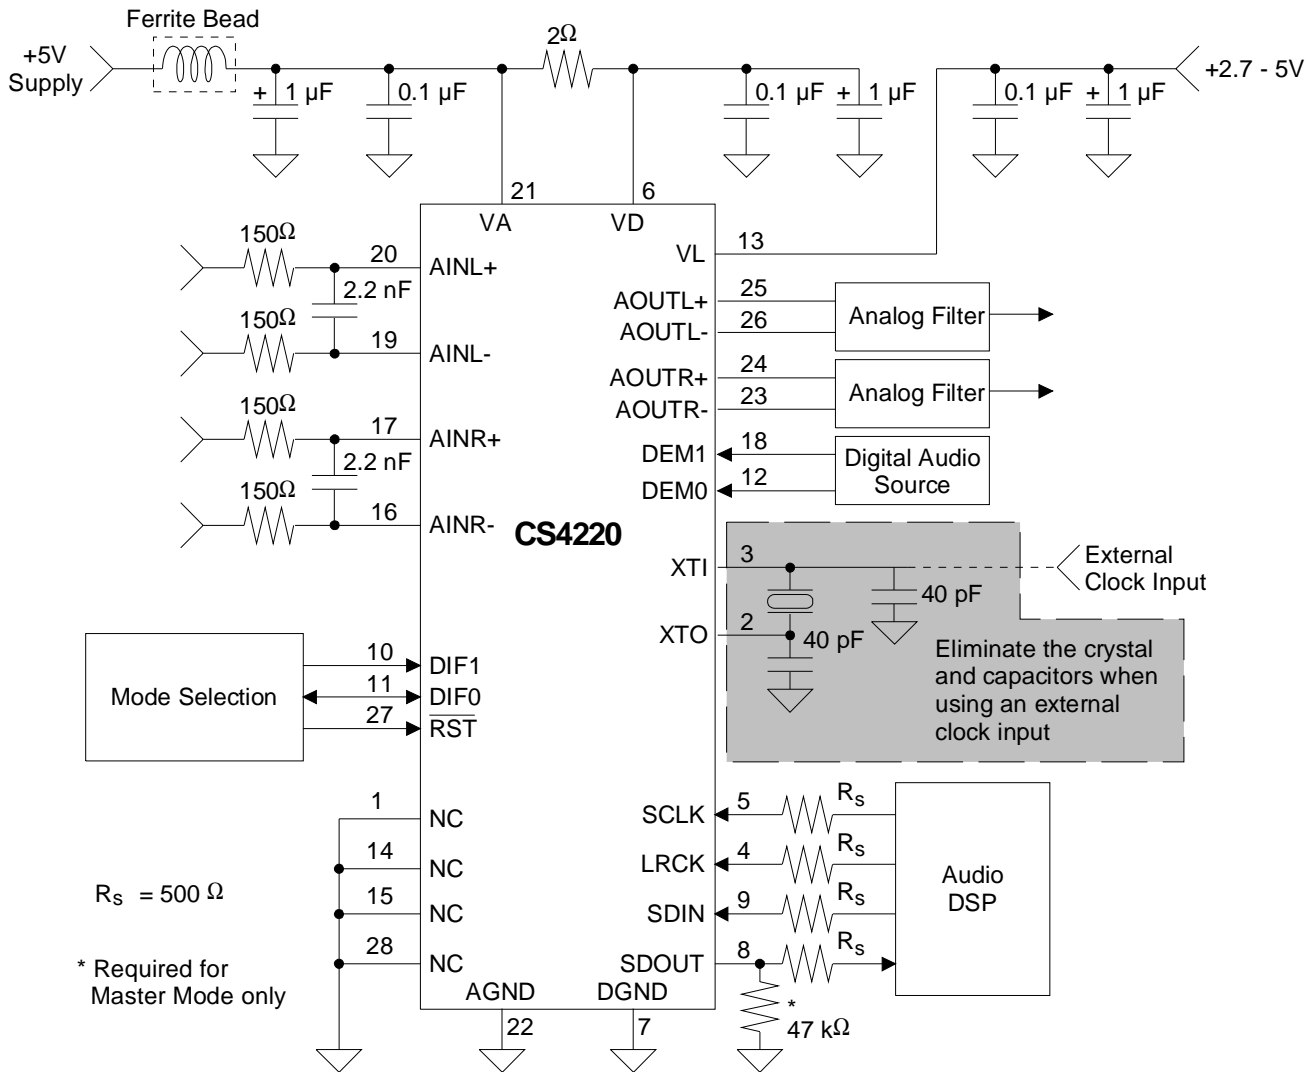 Ferrite Bead
+5V
Supply
+ 1 µF
0.1 µF
2Ω
0.1 µF
+ 1 µF
0.1 µF
+ 1 µF
+2.7 - 5V
21
6
VA
VD
13
VL
150Ω
20
AINL+
2.2 nF
150Ω
19
AINL-
150Ω
17
AINR+
2.2 nF
150Ω
16
AINR-
CS4220
25
AOUTL+
26
AOUTL-
Analog Filter
24
AOUTR+
23
AOUTR-
Analog Filter
18
DEM1
12
DEM0
Digital Audio
Source
3
XTI
External
Clock Input
40 pF
2
XTO
40 pF
Eliminate the crystal
and capacitors when
using an external
clock input
Mode Selection
10
DIF1
11
DIF0
27
RST
1
NC
14
NC
15
NC
28
NC
Rs = 500 Ω
* Required for
Master Mode only
SCLK
5
Rs
LRCK
4
Rs
SDIN
9
Rs
SDOUT
8
Rs
Audio
DSP
*
47 kΩ
AGND
DGND
22
7